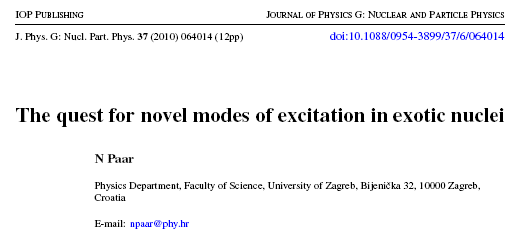 IOP PUBLISHING
JOURNAL OF PHYSICS G: NUCLEAR AND PARTICLE PHYSICS
J. Phys. G: Nucl. Part. Phys. 37 (2010) 064014 (12pp)
doi:10.1088/0954-3899/37/6/064014
The quest for novel modes of excitation in exotic nuclei
N Paar
Physics Department, Faculty of Science, University of Zagreb, Bijenička 32, 10000 Zagreb,
Croatia
E-mail: npaar@phy.hr